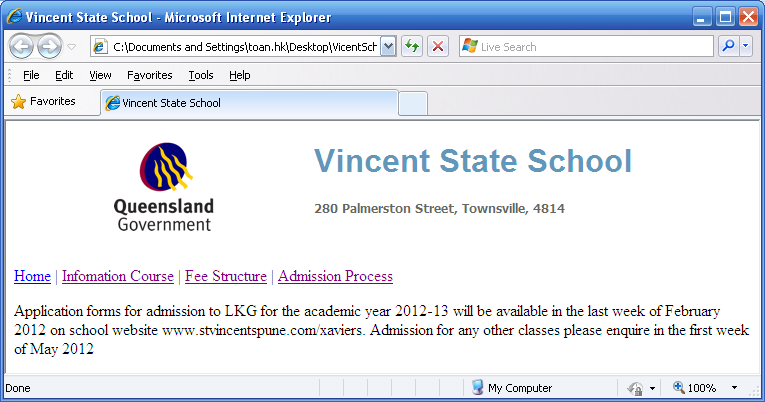 Vincent State School - Microsoft Internet Explorer
C:\Documents and Settings\toan.hk\Desktop\VicentSch
Live Search
File Edit View Favorites Tools Help
Favorites
Vincent State School
Queensland
Government
Vincent State School
280 Palmerston Street, Townsville, 4814
Home | Infomation Course | Fee Structure | Admission Process
Application forms for admission to LKG for the academic year 2012-13 will be available in the last week of February
2012 on school website www.stvincentspune.com/xaviers. Admission for any other classes please enquire in the first week
of May 2012
Done
My Computer
100%